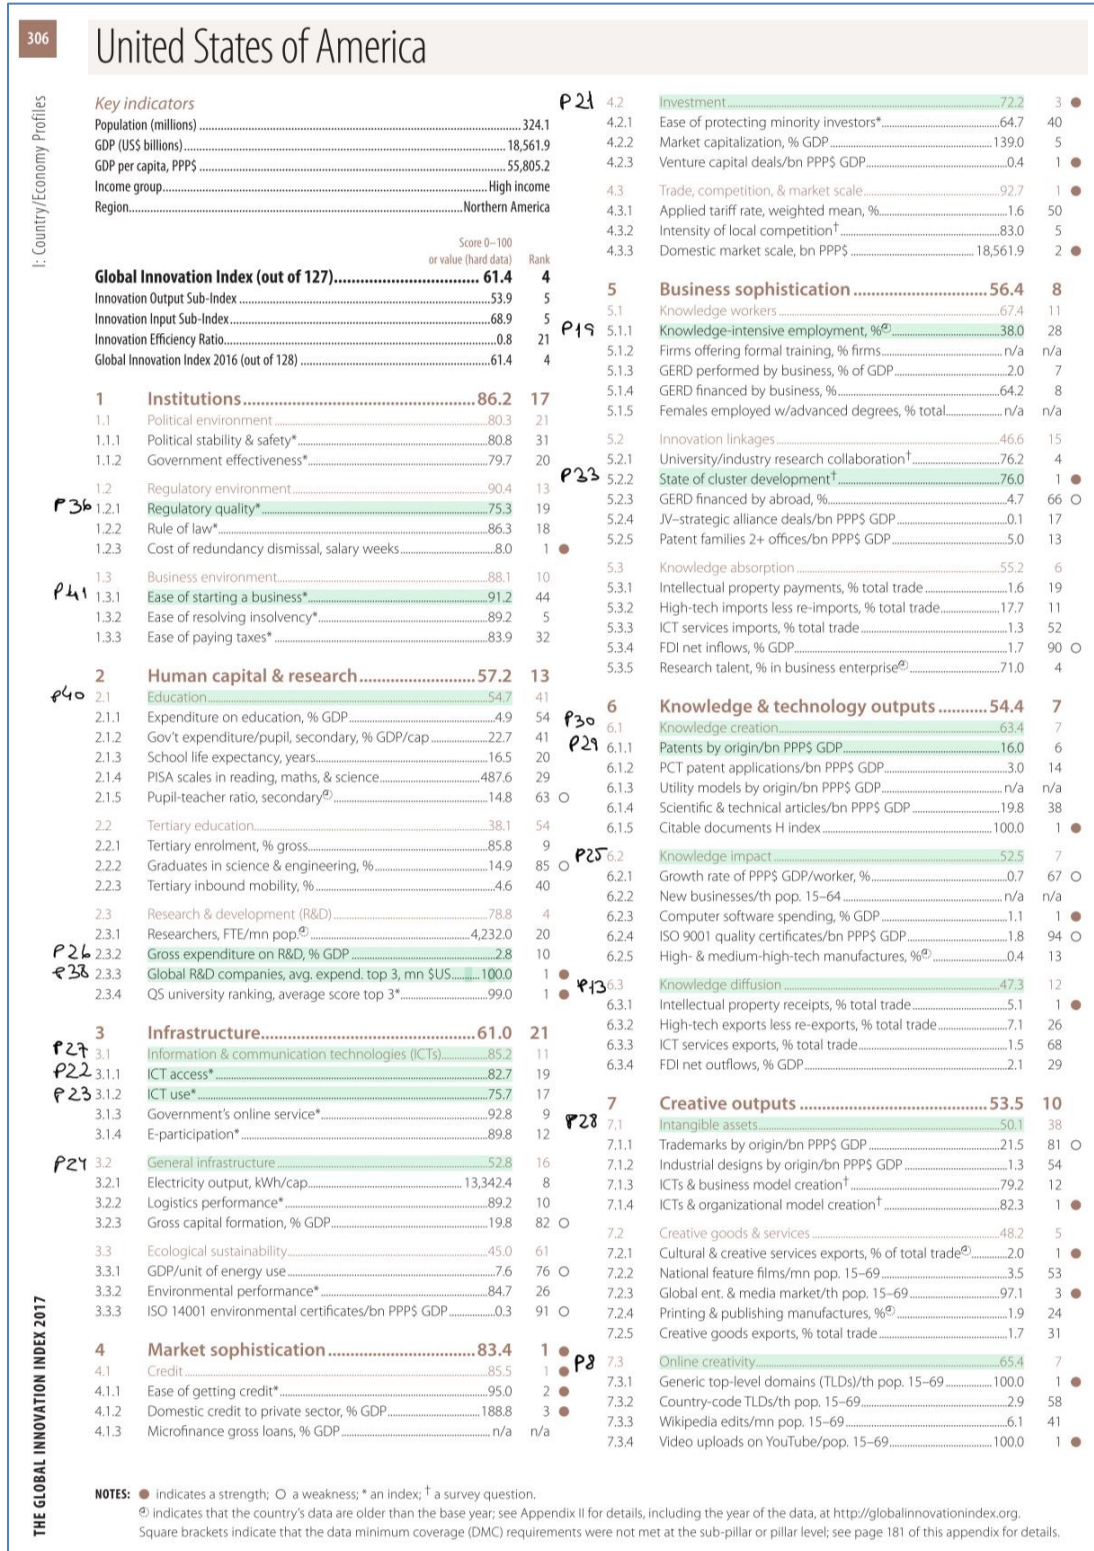 306
United States of America
I: Country/Economy Profiles
Key indicators
Population (millions) 324.1
GDP (US$ billions) 18,561.9
GDP per capita, PPP$ 55,805.2
Income group High income
Region Northern America
Score 0–100
or value (hard data) Rank
Global Innovation Index (out of 127) 61.4 4
Innovation Output Sub-Index 53.9 5
Innovation Input Sub-Index 68.9 5
Innovation Efficiency Ratio 0.8 21
Global Innovation Index 2016 (out of 128) 61.4 4
1 Institutions 86.2 17
1.1 Political environment 80.3 21
1.1.1 Political stability & safety* 80.8 31
1.1.2 Government effectiveness* 79.7 20
1.2 Regulatory environment 90.4 13
P36 1.2.1 Regulatory quality* 75.3 19
1.2.2 Rule of law* 86.3 18
1.2.3 Cost of redundancy dismissal, salary weeks 8.0 1 ●
1.3 Business environment 88.1 10
P41 1.3.1 Ease of starting a business* 91.2 44
1.3.2 Ease of resolving insolvency* 89.2 5
1.3.3 Ease of paying taxes* 83.9 32
2 Human capital & research 57.2 13
P40 2.1 Education 54.7 41
2.1.1 Expenditure on education, % GDP 4.9 54
2.1.2 Gov't expenditure/pupil, secondary, % GDP/cap 22.7 41
2.1.3 School life expectancy, years 16.5 20
2.1.4 PISA scales in reading, maths, & science 487.6 29
2.1.5 Pupil-teacher ratio, secondary 14.8 63 ○
2.2 Tertiary education 38.1 54
2.2.1 Tertiary enrolment, % gross 85.8 9
2.2.2 Graduates in science & engineering, % 14.9 85 ○
2.2.3 Tertiary inbound mobility, % 4.6 40
2.3 Research & development (R&D) 78.8 4
2.3.1 Researchers, FTE/mn pop. 4,232.0 20
P26 2.3.2 Gross expenditure on R&D, % GDP 2.8 10
P38 2.3.3 Global R&D companies, avg. expend. top 3, mn $US 100.0 1 ●
2.3.4 QS university ranking, average score top 3* 99.0 1 ●
3 Infrastructure 61.0 21
P27 3.1 Information & communication technologies (ICTs) 85.2 11
P22 3.1.1 ICT access* 82.7 19
P23 3.1.2 ICT use* 75.7 17
3.1.3 Government's online service* 92.8 9
3.1.4 E-participation* 89.8 12
P24 3.2 General infrastructure 52.8 16
3.2.1 Electricity output, kWh/cap 13,342.4 8
3.2.2 Logistics performance* 89.2 10
3.2.3 Gross capital formation, % GDP 19.8 82 ○
3.3 Ecological sustainability 45.0 61
3.3.1 GDP/unit of energy use 7.6 76 ○
3.3.2 Environmental performance* 84.7 26
3.3.3 ISO 14001 environmental certificates/bn PPP$ GDP 0.3 91 ○
4 Market sophistication 83.4 1 ●
4.1 Credit 85.5 1 ●
4.1.1 Ease of getting credit* 95.0 2 ●
4.1.2 Domestic credit to private sector, % GDP 188.8 3 ●
4.1.3 Microfinance gross loans, % GDP n/a n/a
P21 4.2 Investment 72.2 3 ●
4.2.1 Ease of protecting minority investors* 64.7 40
4.2.2 Market capitalization, % GDP 139.0 5
4.2.3 Venture capital deals/bn PPP$ GDP 0.4 1 ●
4.3 Trade, competition, & market scale 92.7 1 ●
4.3.1 Applied tariff rate, weighted mean, % 1.6 50
4.3.2 Intensity of local competition† 83.0 5
4.3.3 Domestic market scale, bn PPP$ 18,561.9 2 ●
5 Business sophistication 56.4 8
5.1 Knowledge workers 67.4 11
P19 5.1.1 Knowledge-intensive employment, % 38.0 28
5.1.2 Firms offering formal training, % firms n/a n/a
5.1.3 GERD performed by business, % of GDP 2.0 7
5.1.4 GERD financed by business, % 64.2 8
5.1.5 Females employed w/advanced degrees, % total n/a n/a
5.2 Innovation linkages 46.6 15
5.2.1 University/industry research collaboration† 76.2 4
P33 5.2.2 State of cluster development† 76.0 1 ●
5.2.3 GERD financed by abroad, % 4.7 66 ○
5.2.4 JV–strategic alliance deals/bn PPP$ GDP 0.1 17
5.2.5 Patent families 2+ offices/bn PPP$ GDP 5.0 13
5.3 Knowledge absorption 55.2 6
5.3.1 Intellectual property payments, % total trade 1.6 19
5.3.2 High-tech imports less re-imports, % total trade 17.7 11
5.3.3 ICT services imports, % total trade 1.3 52
5.3.4 FDI net inflows, % GDP 1.7 90 ○
5.3.5 Research talent, % in business enterprise 71.0 4
6 Knowledge & technology outputs 54.4 7
P30 6.1 Knowledge creation 63.4 7
P29 6.1.1 Patents by origin/bn PPP$ GDP 16.0 6
6.1.2 PCT patent applications/bn PPP$ GDP 3.0 14
6.1.3 Utility models by origin/bn PPP$ GDP n/a n/a
6.1.4 Scientific & technical articles/bn PPP$ GDP 19.8 38
6.1.5 Citable documents H index 100.0 1 ●
P25 6.2 Knowledge impact 52.5 7
6.2.1 Growth rate of PPP$ GDP/worker, % 0.7 67 ○
6.2.2 New businesses/th pop. 15–64 n/a n/a
6.2.3 Computer software spending, % GDP 1.1 1 ●
6.2.4 ISO 9001 quality certificates/bn PPP$ GDP 1.8 94 ○
6.2.5 High- & medium-high-tech manufactures, % 0.4 13
P13 6.3 Knowledge diffusion 47.3 12
6.3.1 Intellectual property receipts, % total trade 5.1 1 ●
6.3.2 High-tech exports less re-exports, % total trade 7.1 26
6.3.3 ICT services exports, % total trade 1.5 68
6.3.4 FDI net outflows, % GDP 2.1 29
7 Creative outputs 53.5 10
P28 7.1 Intangible assets 50.1 38
7.1.1 Trademarks by origin/bn PPP$ GDP 21.5 81 ○
7.1.2 Industrial designs by origin/bn PPP$ GDP 1.3 54
7.1.3 ICTs & business model creation† 79.2 12
7.1.4 ICTs & organizational model creation† 82.3 1 ●
7.2 Creative goods & services 48.2 5
7.2.1 Cultural & creative services exports, % of total trade 2.0 1 ●
7.2.2 National feature films/mn pop. 15–69 3.5 53
7.2.3 Global ent. & media market/th pop. 15–69 97.1 3 ●
7.2.4 Printing & publishing manufactures, % 1.9 24
7.2.5 Creative goods exports, % total trade 1.7 31
P8 7.3 Online creativity 65.4 7
7.3.1 Generic top-level domains (TLDs)/th pop. 15–69 100.0 1 ●
7.3.2 Country-code TLDs/th pop. 15–69 2.9 58
7.3.3 Wikipedia edits/mn pop. 15–69 6.1 41
7.3.4 Video uploads on YouTube/pop. 15–69 100.0 1 ●
THE GLOBAL INNOVATION INDEX 2017
NOTES: ● indicates a strength; ○ a weakness; * an index; † a survey question.
indicates that the country's data are older than the base year; see Appendix II for details, including the year of the data, at http://globalinnovationindex.org.
Square brackets indicate that the data minimum coverage (DMC) requirements were not met at the sub-pillar or pillar level; see page 181 of this appendix for details.